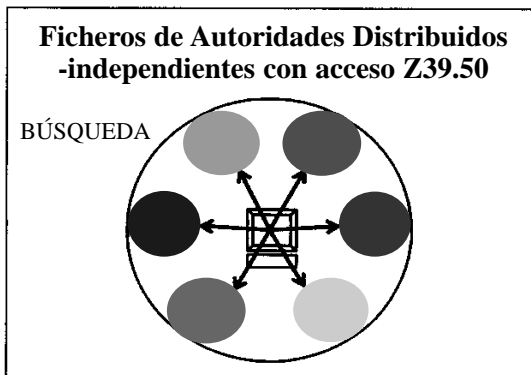 Ficheros de Autoridades Distribuidos
-independientes con acceso Z39.50
BÚSQUEDA